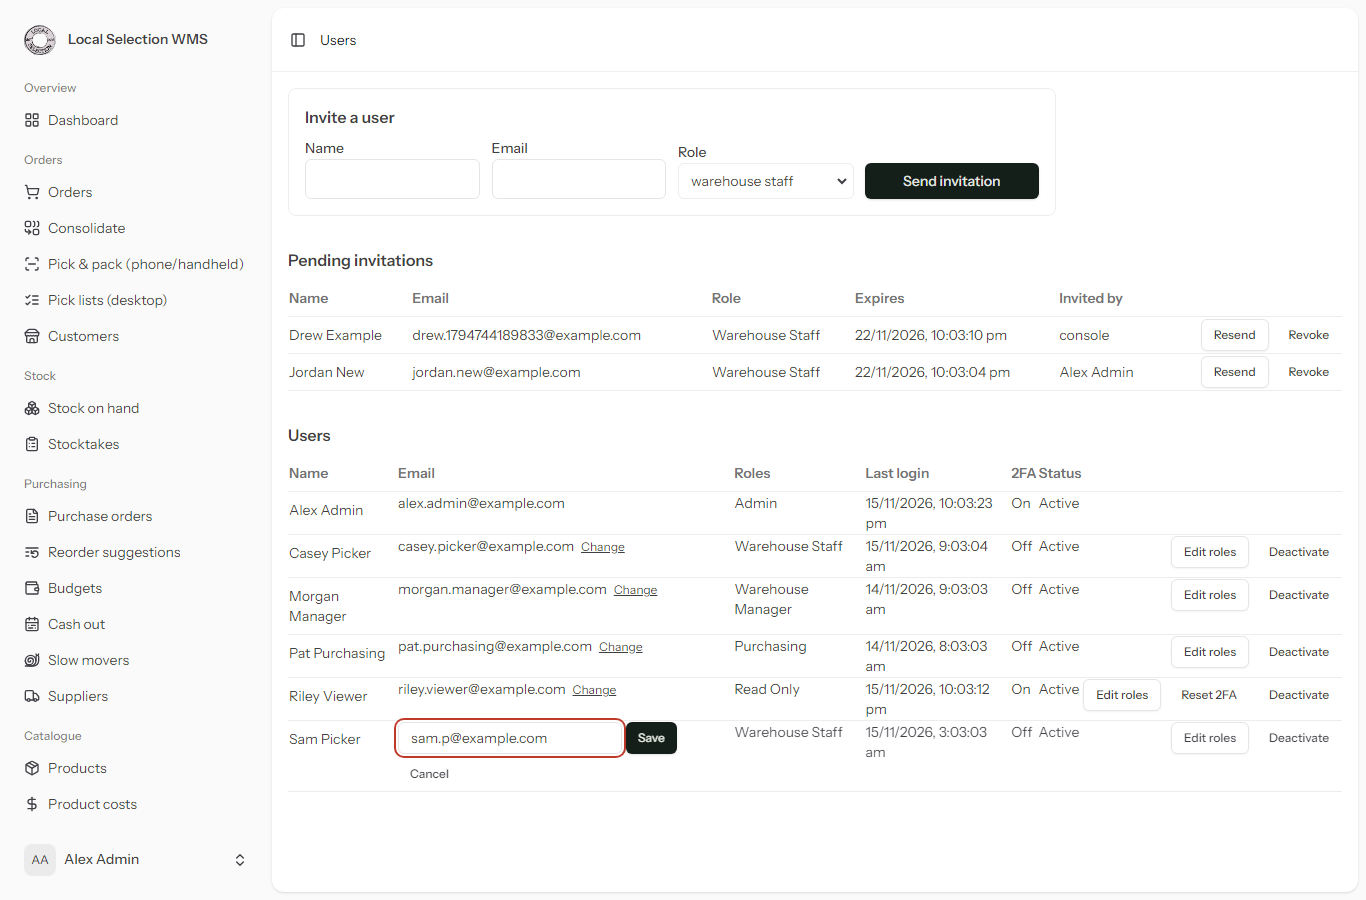 Local Selection WMS
Overview
Dashboard
Orders
Orders
Consolidate
Pick & pack (phone/handheld)
Pick lists (desktop)
Customers
Stock
Stock on hand
Stocktakes
Purchasing
Purchase orders
Reorder suggestions
Budgets
Cash out
Slow movers
Suppliers
Catalogue
Products
Product costs
AA Alex Admin
Users
Invite a user
Name Email Role
warehouse staff Send invitation
Pending invitations
Name Email Role Expires Invited by
Drew Example drew.1794744189833@example.com Warehouse Staff 22/11/2026, 10:03:10 pm console Resend Revoke
Jordan New jordan.new@example.com Warehouse Staff 22/11/2026, 10:03:04 pm Alex Admin Resend Revoke
Users
Name Email Roles Last login 2FA Status
Alex Admin alex.admin@example.com Admin 15/11/2026, 10:03:23 pm On Active
Casey Picker casey.picker@example.com Change Warehouse Staff 15/11/2026, 9:03:04 am Off Active Edit roles Deactivate
Morgan Manager morgan.manager@example.com Change Warehouse Manager 14/11/2026, 9:03:03 am Off Active Edit roles Deactivate
Pat Purchasing pat.purchasing@example.com Change Purchasing 14/11/2026, 8:03:03 am Off Active Edit roles Deactivate
Riley Viewer riley.viewer@example.com Change Read Only 15/11/2026, 10:03:12 pm On Active Edit roles Reset 2FA Deactivate
Sam Picker sam.p@example.com Save Warehouse Staff 15/11/2026, 3:03:03 am Off Active Edit roles Deactivate
Cancel